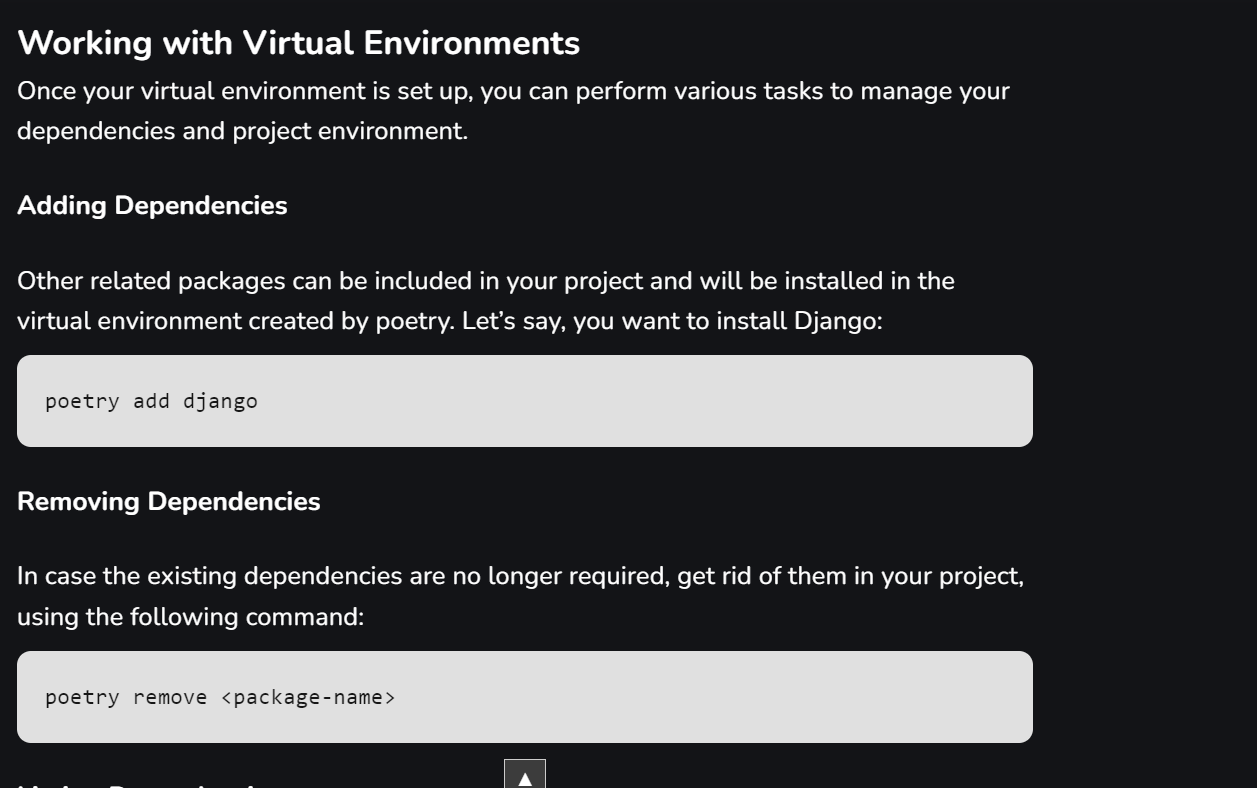 Working with Virtual Environments
Once your virtual environment is set up, you can perform various tasks to manage your
dependencies and project environment.
Adding Dependencies
Other related packages can be included in your project and will be installed in the
virtual environment created by poetry. Let’s say, you want to install Django:
poetry add django
Removing Dependencies
In case the existing dependencies are no longer required, get rid of them in your project,
using the following command:
poetry remove <package-name>